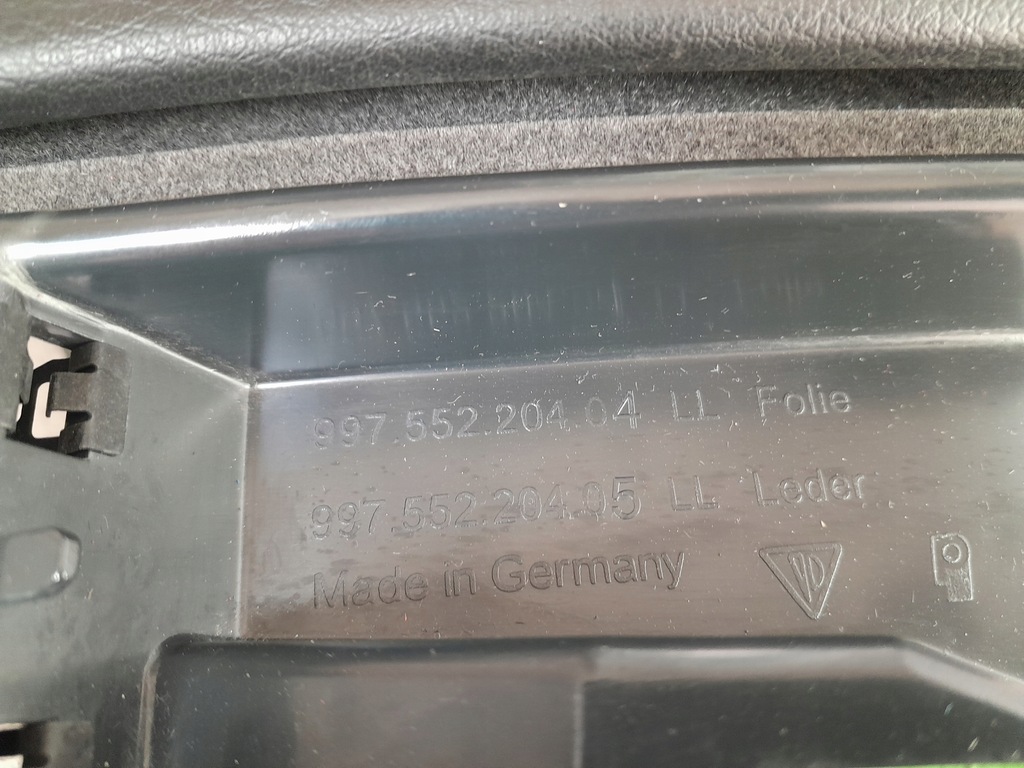 997.552.204.04 LL Folie
997.552.204.05 LL Leder
Made in Germany